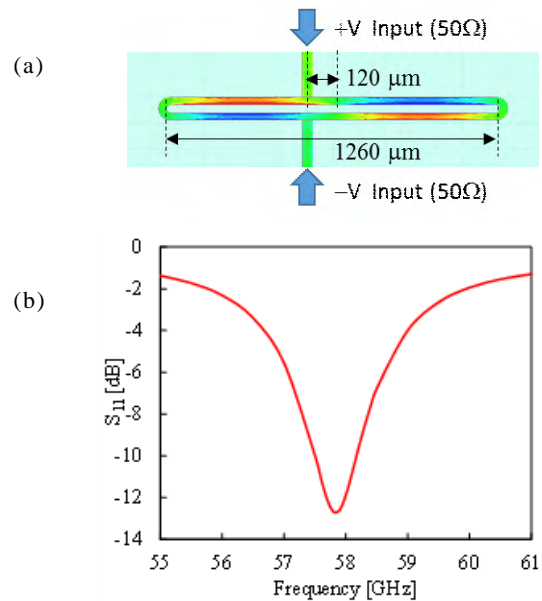 (a)
+V Input (50Ω)
120 μm
1260 μm
−V Input (50Ω)
(b)
S11 [dB]
0
-2
-4
-6
-8
-10
-12
-14
55 56 57 58 59 60 61
Frequency [GHz]